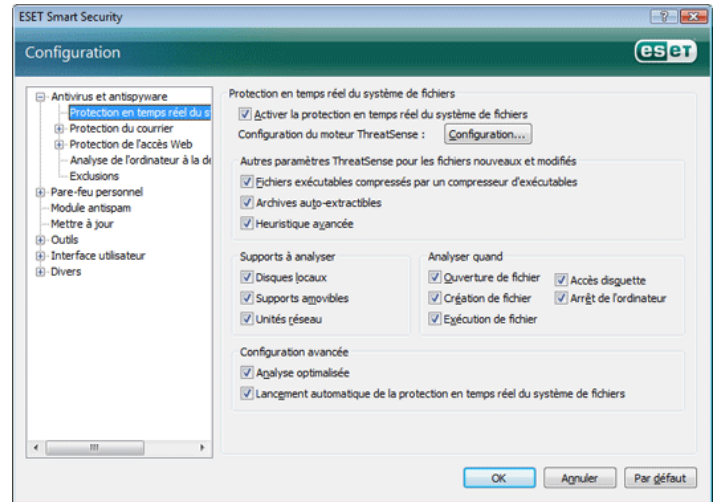 ESET Smart Security
Configuration
eseT
Antivirus et antispyware
Protection en temps réel du s
Protection du courrier
Protection de l'accès Web
Analyse de l'ordinateur à la de
Exclusions
Pare-feu personnel
Module antispam
Mettre à jour
Outils
Interface utilisateur
Divers
Protection en temps réel du système de fichiers
Activer la protection en temps réel du système de fichiers
Configuration du moteur ThreatSense :
Configuration...
Autres paramètres ThreatSense pour les fichiers nouveaux et modifiés
Fichiers exécutables compressés par un compresseur d'exécutables
Archives auto-extractibles
Heuristique avancée
Supports à analyser
Disques locaux
Supports amovibles
Unités réseau
Analyser quand
Ouverture de fichier
Création de fichier
Exécution de fichier
Accès disquette
Arrêt de l'ordinateur
Configuration avancée
Analyse optimalisée
Lancement automatique de la protection en temps réel du système de fichiers
OK
Annuler
Par défaut